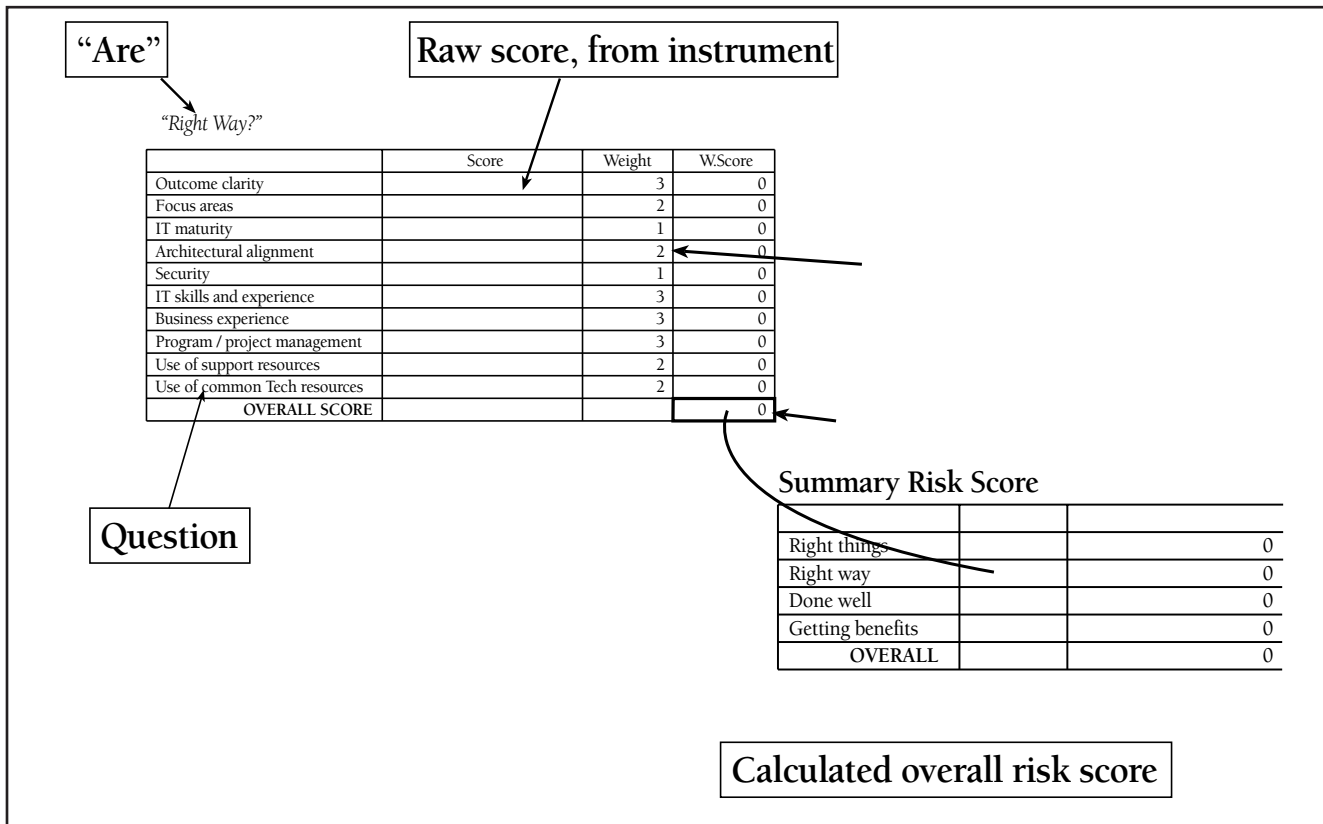 “Are”
Raw score, from instrument
“Right Way?”
Score Weight W.Score
Outcome clarity 3 0
Focus areas 2 0
IT maturity 1 0
Architectural alignment 2 0
Security 1 0
IT skills and experience 3 0
Business experience 3 0
Program / project management 3 0
Use of support resources 2 0
Use of common Tech resources 2 0
OVERALL SCORE 0
Question
Summary Risk Score
Right things 0
Right way 0
Done well 0
Getting benefits 0
OVERALL 0
Calculated overall risk score